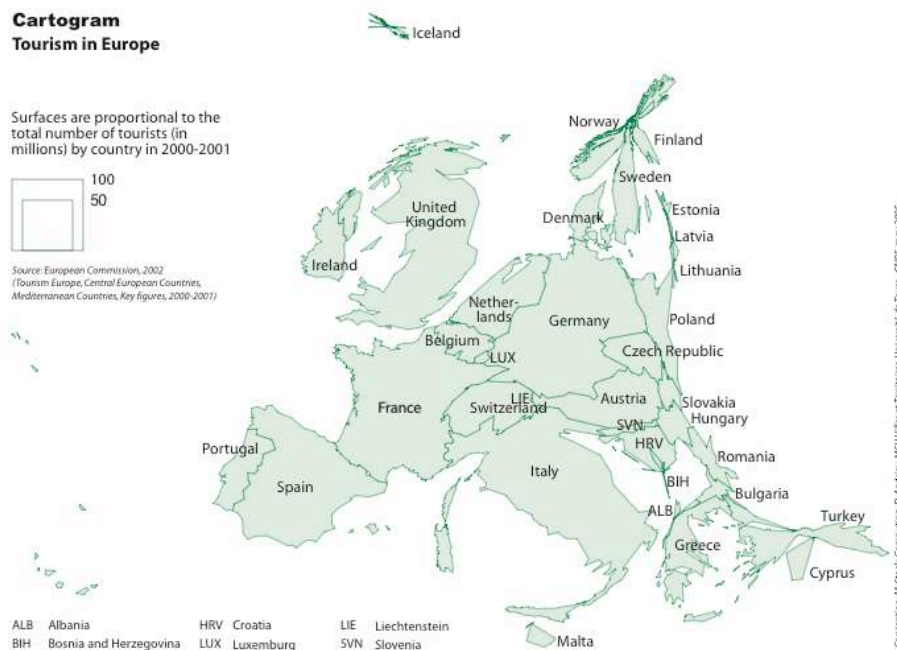 Cartogram
Tourism in Europe
Iceland
Surfaces are proportional to the
total number of tourists (in
millions) by country in 2000-2001
100
50
Source: European Commission, 2002
(Tourism Europe, Central European Countries,
Mediterranean Countries, Key figures, 2000-2001)
Norway
Finland
Sweden
United
Kingdom
Denmark
Estonia
Latvia
Ireland
Lithuania
Nether-
lands
Germany
Poland
Belgium
LUX
Czech Republic
France
LIE
Switzerland
Austria
Slovakia
Hungary
SVN
HRV
Portugal
Spain
Italy
Romania
BIH
Bulgaria
ALB
Turkey
Greece
Cyprus
Malta
ALB Albania
BIH Bosnia and Herzegovina
HRV Croatia
LUX Luxemburg
LIE Liechtenstein
SVN Slovenia